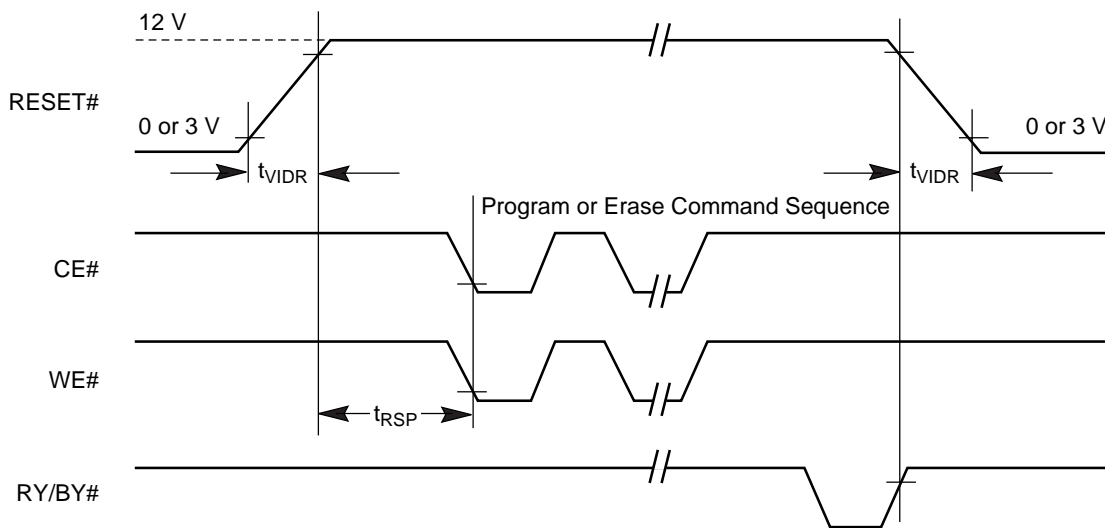 12 V
RESET#
0 or 3 V
0 or 3 V
tVIDR
tVIDR
Program or Erase Command Sequence
CE#
WE#
tRSP
RY/BY#